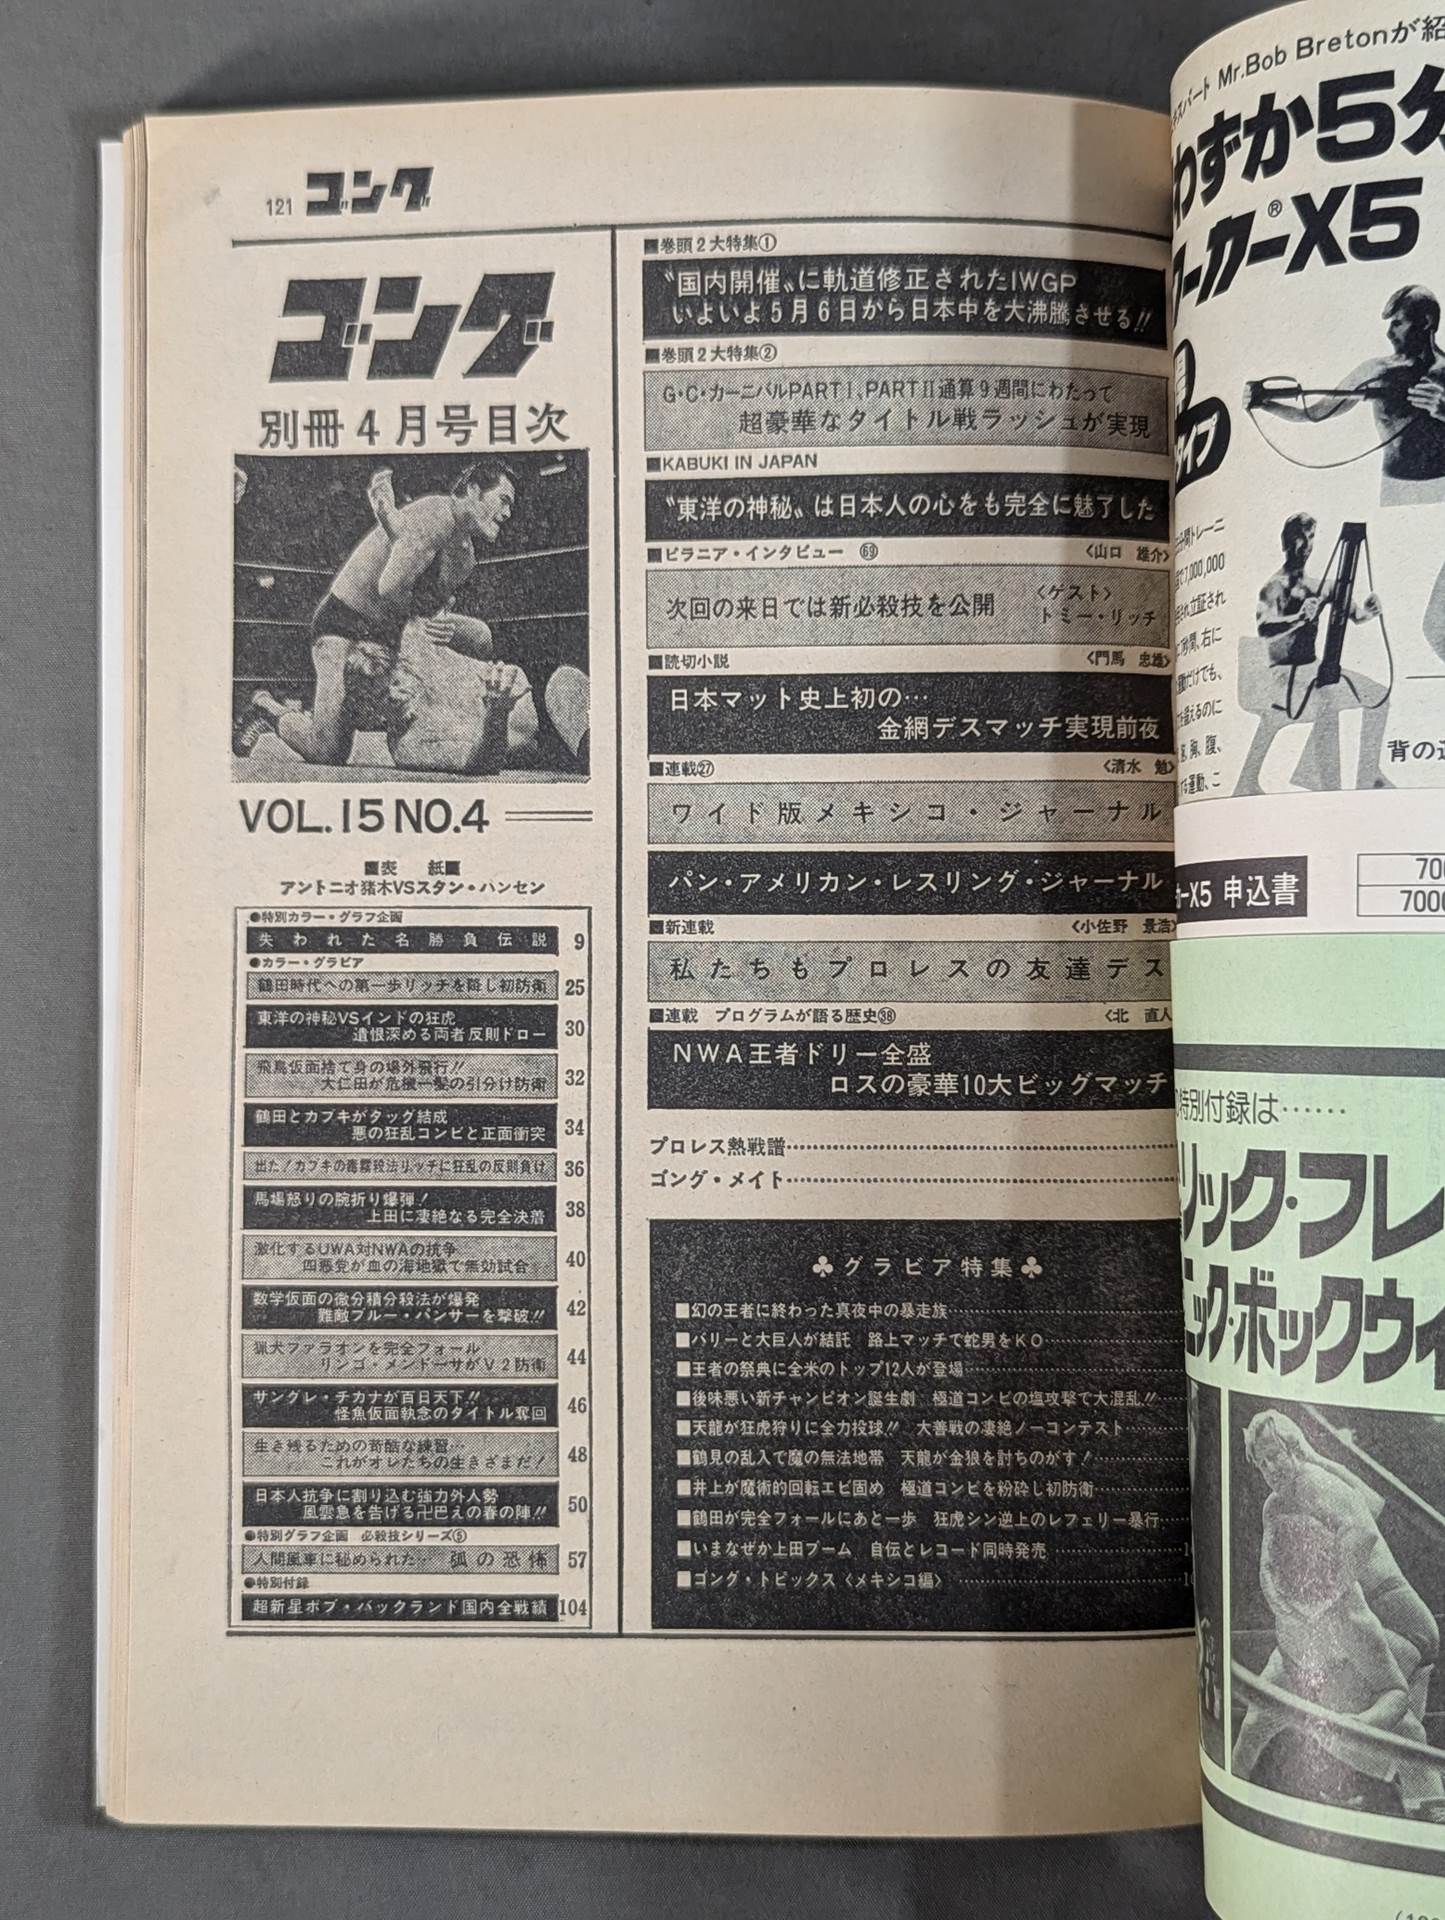 121 ゴング
ゴング
別冊4月号目次
VOL.15 NO.4
■表 紙■
アントニオ猪木VSスタン・ハンセン
●特別カラー・グラフ企画
失われた名勝負伝説 9
●カラー・グラビア
鶴田時代への第一歩リッチを降し初防衛 25
東洋の神秘VSインドの狂虎
遺恨深める両者反則ドロー 30
飛鳥仮面捨て身の場外飛行!!
大仁田が危機一髪の引分け防衛 32
鶴田とカブキがタッグ結成
悪の狂乱コンビと正面衝突 34
出た!カブキの毒霧殺法リッチに狂乱の反則負け 36
馬場怒りの腕折り爆弾!
上田に凄絶なる完全決着 38
激化するUWA対NWAの抗争
四悪党が血の海地獄で無効試合 40
数学仮面の微分積分殺法が爆発
難敵ブルー・パンサーを撃破!! 42
猟犬ファラオンを完全フォール
リンゴ・メンドーサがV2防衛 44
サングレ・チカナが百日天下!!
怪魚仮面執念のタイトル奪回 46
生き残るための苛酷な練習…
これがオレたちの生きざまだ! 48
日本人抗争に割り込む強力外人勢
風雲急を告げる卍巴えの春の陣!! 50
●特別グラフ企画 必殺技シリーズ⑤
人間風車に秘められた… 弧の恐怖 57
●特別付録
超新星ボブ・バックランド国内全戦績 104
■巻頭2大特集①
〝国内開催〟に軌道修正されたIWGP
いよいよ5月6日から日本中を大沸騰させる!!
■巻頭2大特集②
G・C・カーニバルPARTI、PARTII通算9週間にわたって
超豪華なタイトル戦ラッシュが実現
■KABUKI IN JAPAN
〝東洋の神秘〟は日本人の心をも完全に魅了した
■ピラニア・インタビュー ㊾ <山口 雄介>
次回の来日では新必殺技を公開 <ゲスト>
トミー・リッチ
■読切小説 <門馬 忠雄>
日本マット史上初の…
金網デスマッチ実現前夜
■連載㉗ <清水 勉>
ワイド版メキシコ・ジャーナル
パン・アメリカン・レスリング・ジャーナル
■新連載 <小佐野 景浩>
私たちもプロレスの友達デス
■連載 プログラムが語る歴史㊳ <北 直人
NWA王者ドリー全盛
ロスの豪華10大ビッグマッチ
プロレス熱戦譜
ゴング・メイト
♣グラビア特集♣
■幻の王者に終わった真夜中の暴走族
■バリーと大巨人が結託 路上マッチで蛇男をKO
■王者の祭典に全米のトップ12人が登場
■後味悪い新チャンピオン誕生劇 極道コンビの塩攻撃で大混乱!!
■天龍が狂虎狩りに全力投球!! 大善戦の凄絶ノーコンテスト
■鶴見の乱入で魔の無法地帯 天龍が金狼を討ちのがす!
■井上が魔術的回転エビ固め 極道コンビを粉砕し初防衛
■鶴田が完全フォールにあと一歩 狂虎シン逆上のレフェリー暴行
■いまなぜか上田ブーム 自伝とレコード同時発売
■ゴング・トピックス<メキシコ編>
Mr.Bob Bretonが紹
わずか5分
ーカー®X5
タイプ
7,000,000
背の
X5 申込書
特別付録は……
リック・フレ
ニック・ボックウィ